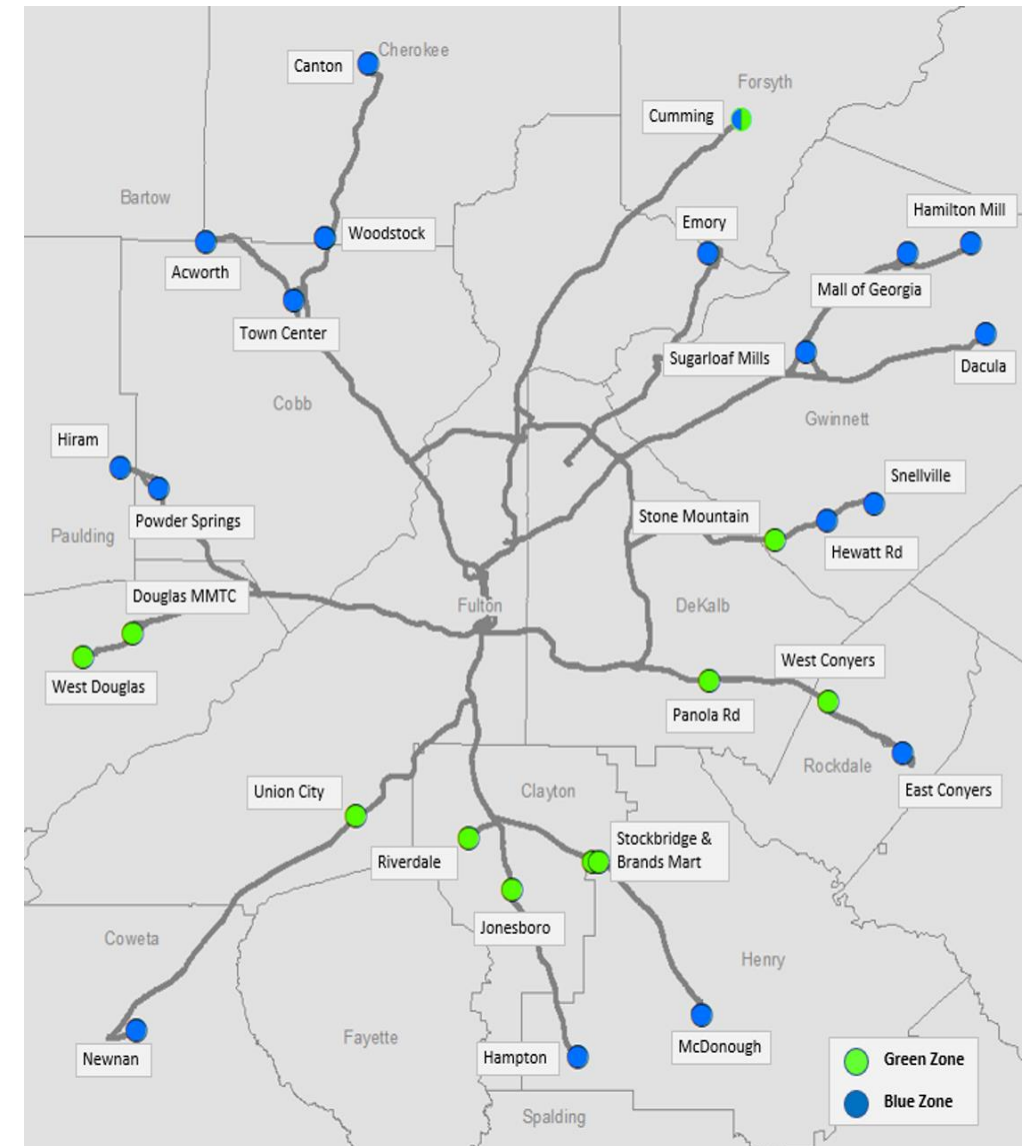 Cherokee
Canton
Forsyth
Cumming
Bartow
Hamilton Mill
Emory
Woodstock
Acworth
Mall of Georgia
Town Center
Sugarloaf Mills
Dacula
Cobb
Gwinnett
Hiram
Snellville
Powder Springs
Stone Mountain
Paulding
Hewatt Rd
Douglas MMTC
Fulton
DeKalb
West Conyers
West Douglas
Panola Rd
Rockdale
East Conyers
Union City
Clayton
Stockbridge &
Brands Mart
Riverdale
Jonesboro
Coweta
Henry
Fayette
McDonough
Hampton
Newnan
Green Zone
Blue Zone
Spalding